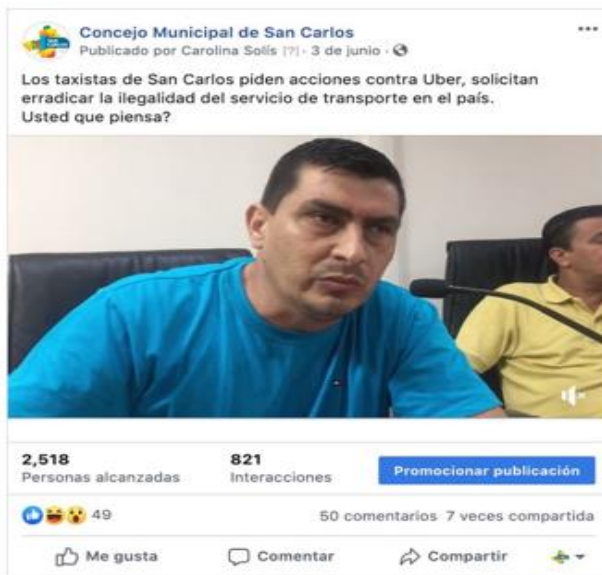 Concejo Municipal de San Carlos
Publicado por Carolina Solís [?] · 3 de junio ·
Los taxistas de San Carlos piden acciones contra Uber, solicitan
erradicar la ilegalidad del servicio de transporte en el país.
Usted que piensa?
2,518
Personas alcanzadas
821
Interacciones
Promocionar publicación
49
50 comentarios 7 veces compartida
Me gusta
Comentar
Compartir